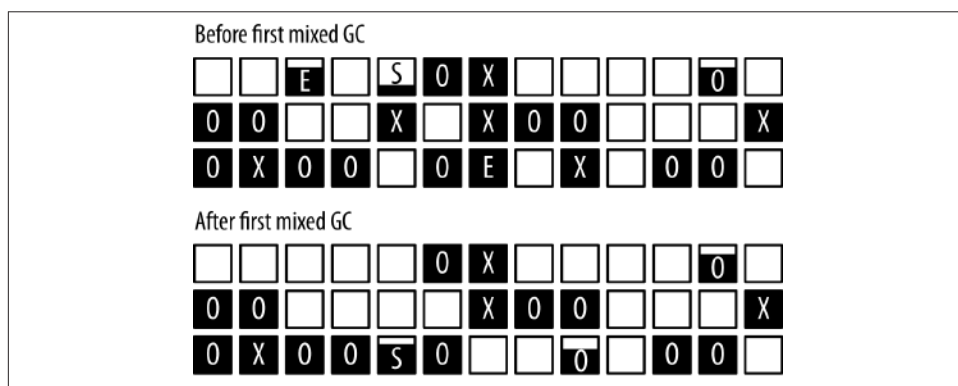 Before first mixed GC
E S O X O
O O X X O O X
O X O O O E X O O
After first mixed GC
O X O
O O X O O X
O X O O S O O O O